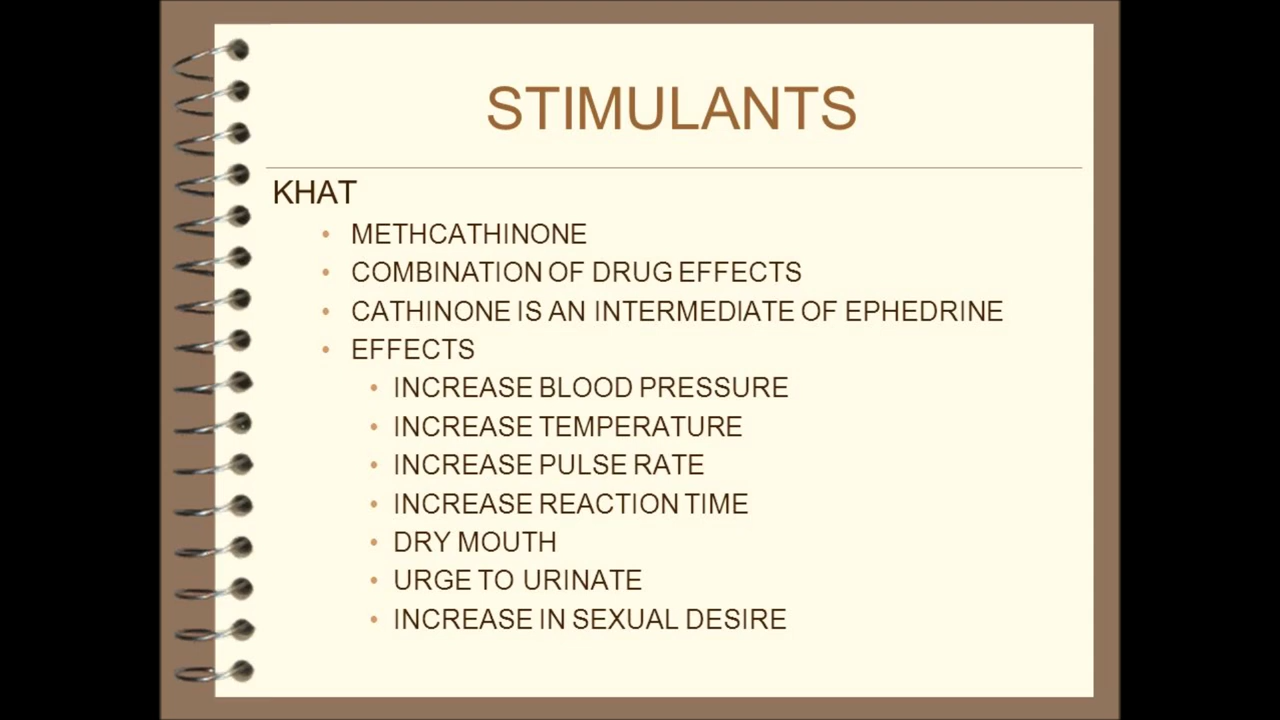 STIMULANTS
KHAT
• METHCATHINONE
• COMBINATION OF DRUG EFFECTS
• CATHINONE IS AN INTERMEDIATE OF EPHEDRINE
• EFFECTS
• INCREASE BLOOD PRESSURE
• INCREASE TEMPERATURE
• INCREASE PULSE RATE
• INCREASE REACTION TIME
• DRY MOUTH
• URGE TO URINATE
• INCREASE IN SEXUAL DESIRE